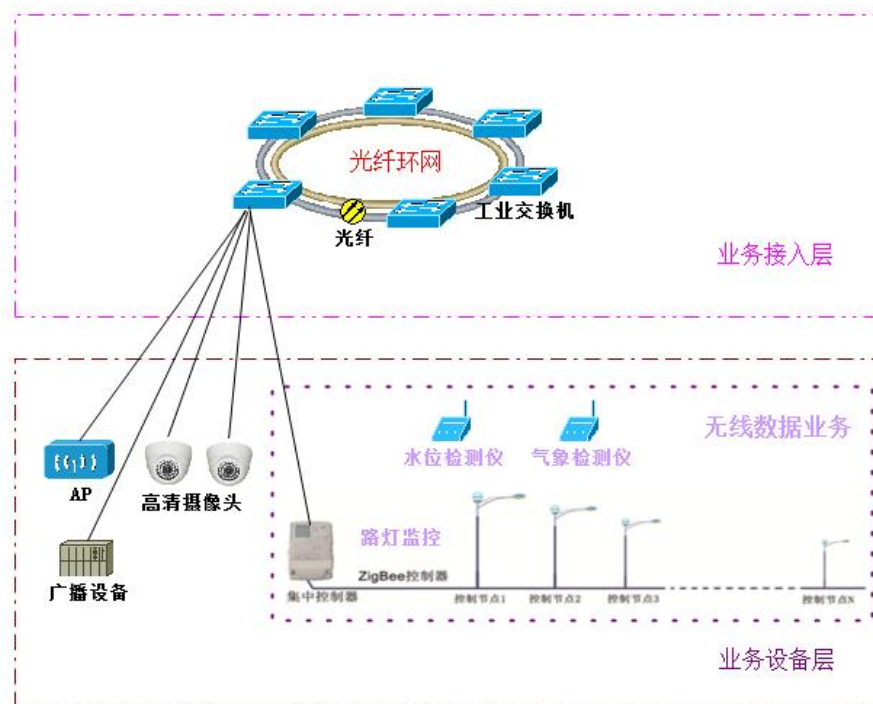 光纤环网
工业交换机
光纤
业务接入层
无线数据业务
水位检测仪
气象检测仪
AP
高清摄像头
路灯监控
ZigBee控制器
广播设备
集中控制器
控制节点1
控制节点2
控制节点3
控制节点N
业务设备层